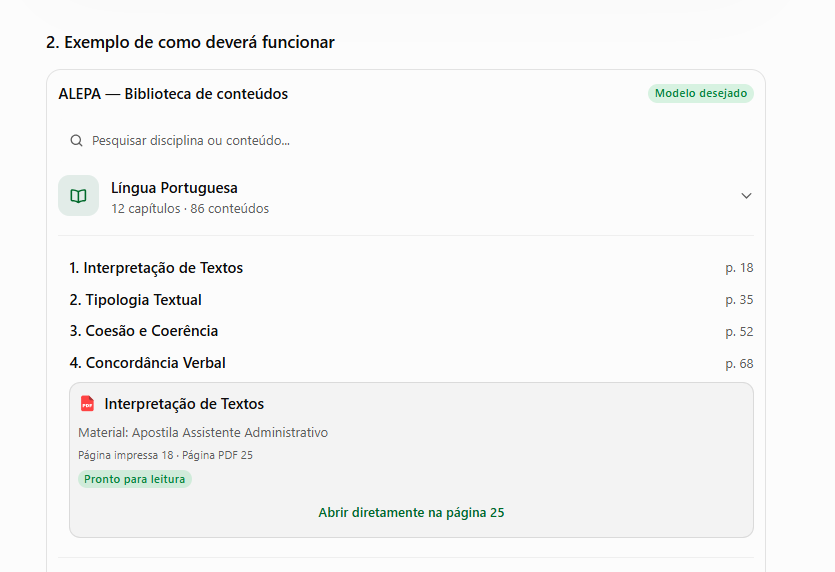 2. Exemplo de como deverá funcionar
ALEPA — Biblioteca de conteúdos
Modelo desejado
Pesquisar disciplina ou conteúdo...
Língua Portuguesa
12 capítulos · 86 conteúdos
1. Interpretação de Textos p. 18
2. Tipologia Textual p. 35
3. Coesão e Coerência p. 52
4. Concordância Verbal p. 68
PDF Interpretação de Textos
Material: Apostila Assistente Administrativo
Página impressa 18 · Página PDF 25
Pronto para leitura
Abrir diretamente na página 25